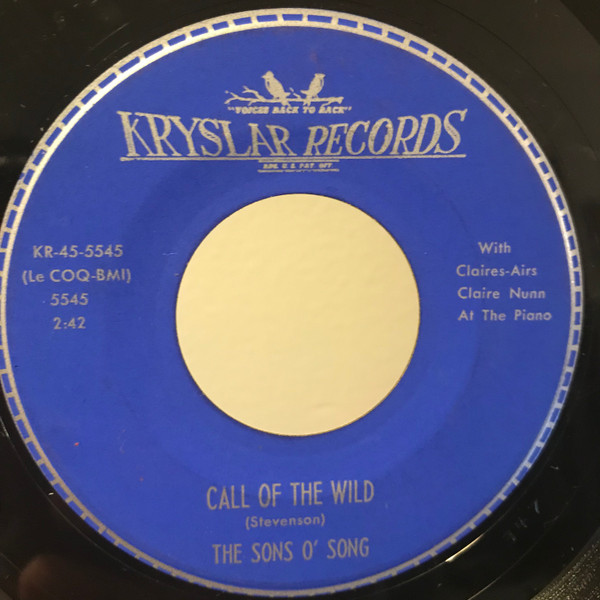 "VOICES BACK TO BACK"
KRYSLAR RECORDS
REG. U.S. PAT. OFF.
KR-45-5545
(Le COQ-BMI)
5545
2:42
With
Claires-Airs
Claire Nunn
At The Piano
CALL OF THE WILD
(Stevenson)
THE SONS O' SONG